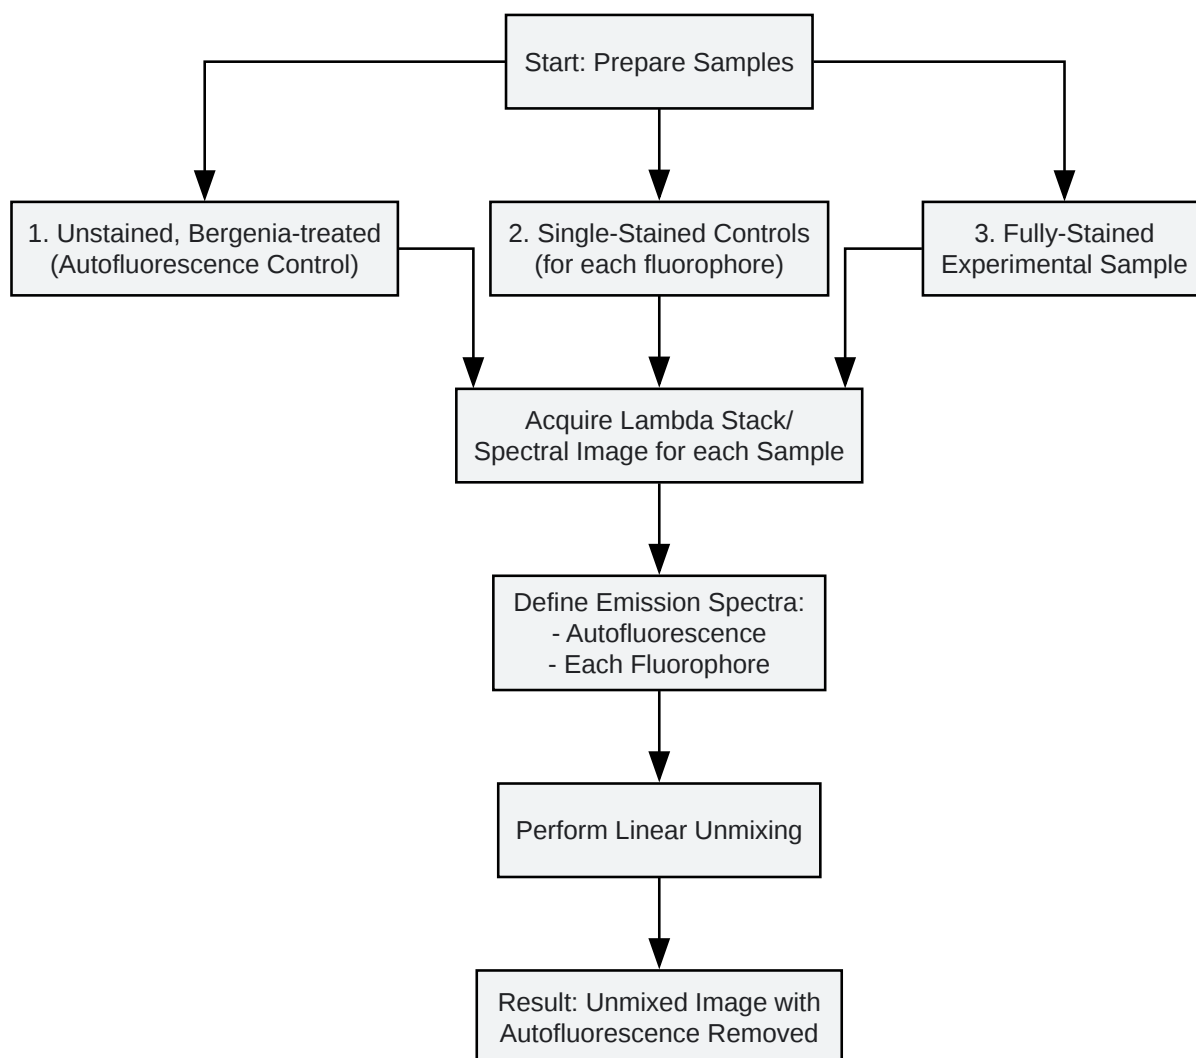 Start: Prepare Samples
1. Unstained, Bergenia-treated
(Autofluorescence Control)
2. Single-Stained Controls
(for each fluorophore)
3. Fully-Stained
Experimental Sample
Acquire Lambda Stack/
Spectral Image for each Sample
Define Emission Spectra:
- Autofluorescence
- Each Fluorophore
Perform Linear Unmixing
Result: Unmixed Image with
Autofluorescence Removed